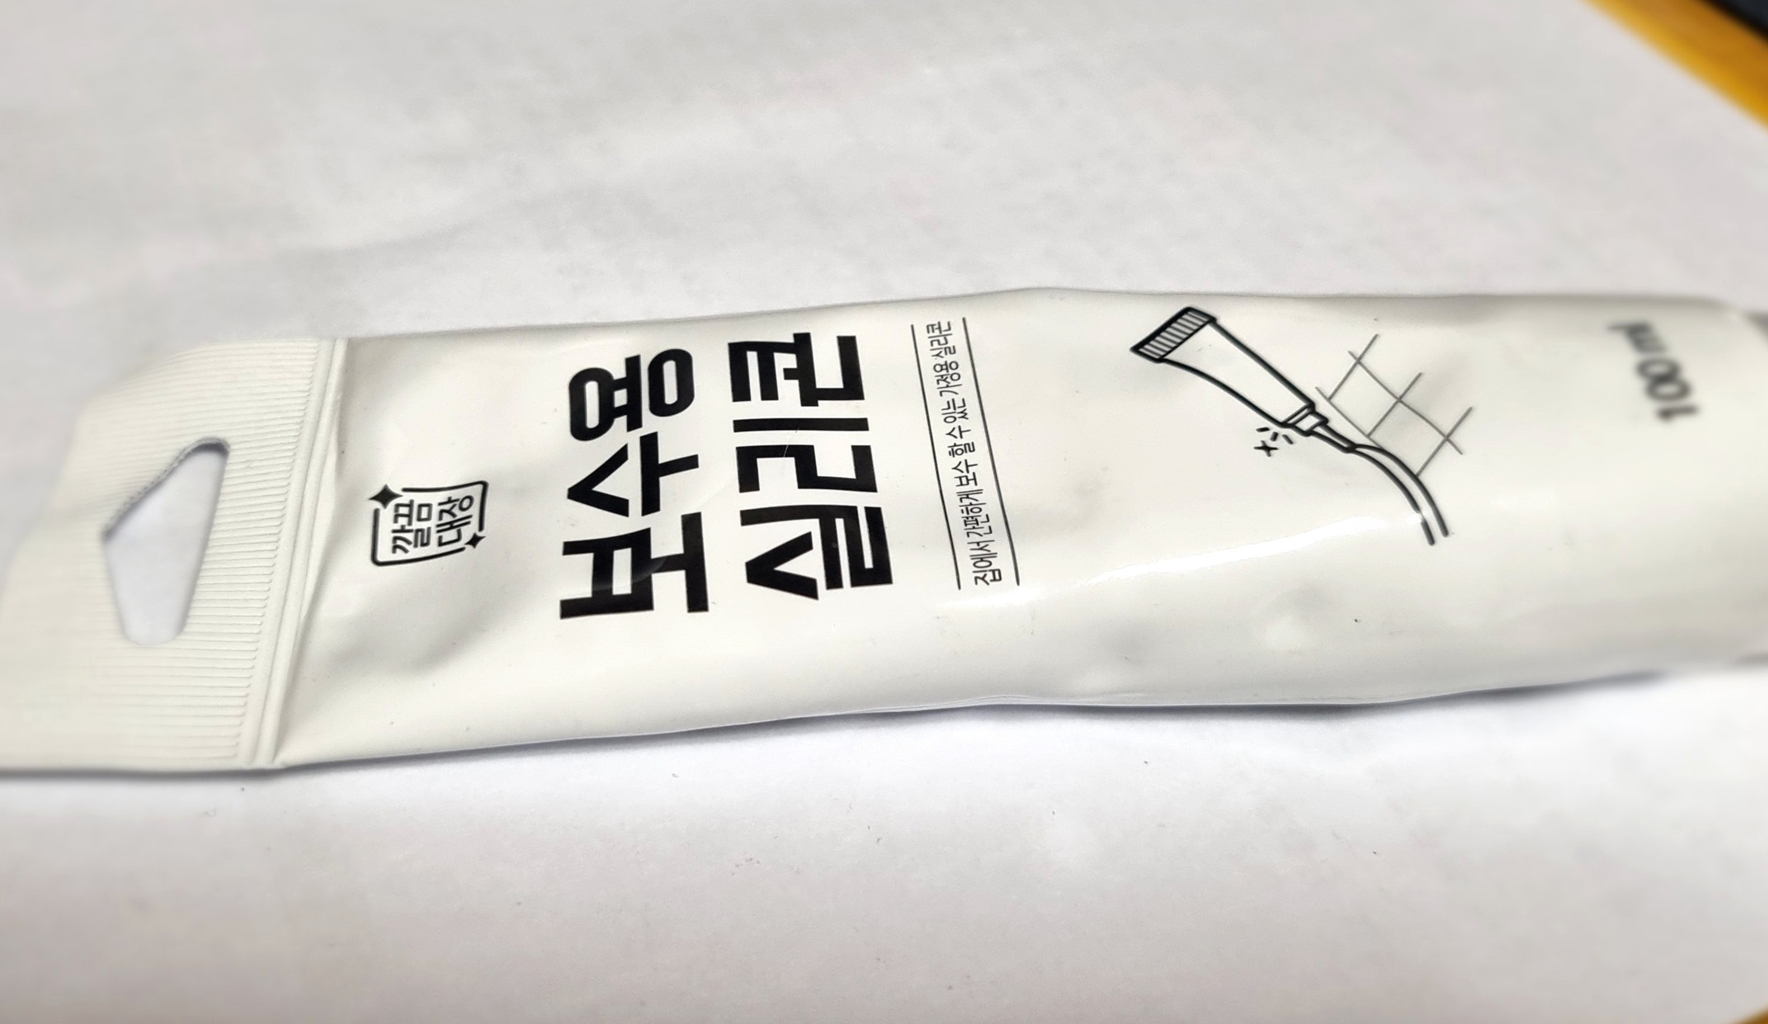 깔끔
대장
보수용
실리콘
집에서 간편하게 보수 할 수 있는 가정용 실리콘
100 ml